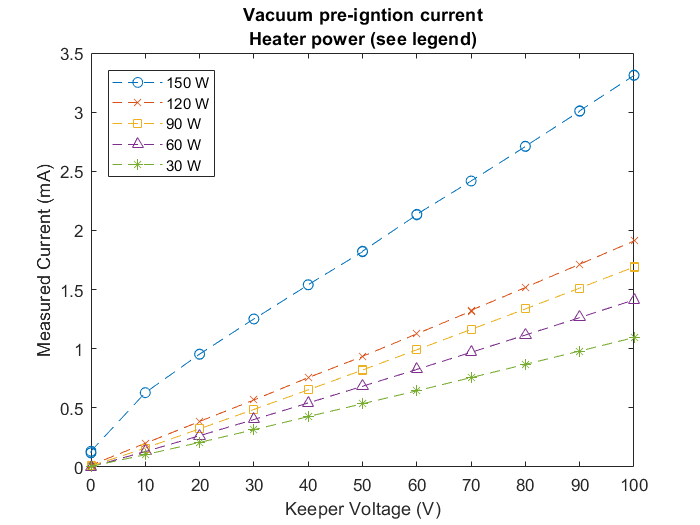 Vacuum pre-igntion current
Heater power (see legend)
3.5
3
2.5
2
1.5
1
0.5
0
150 W
120 W
90 W
60 W
30 W
Measured Current (mA)
0 10 20 30 40 50 60 70 80 90 100
Keeper Voltage (V)